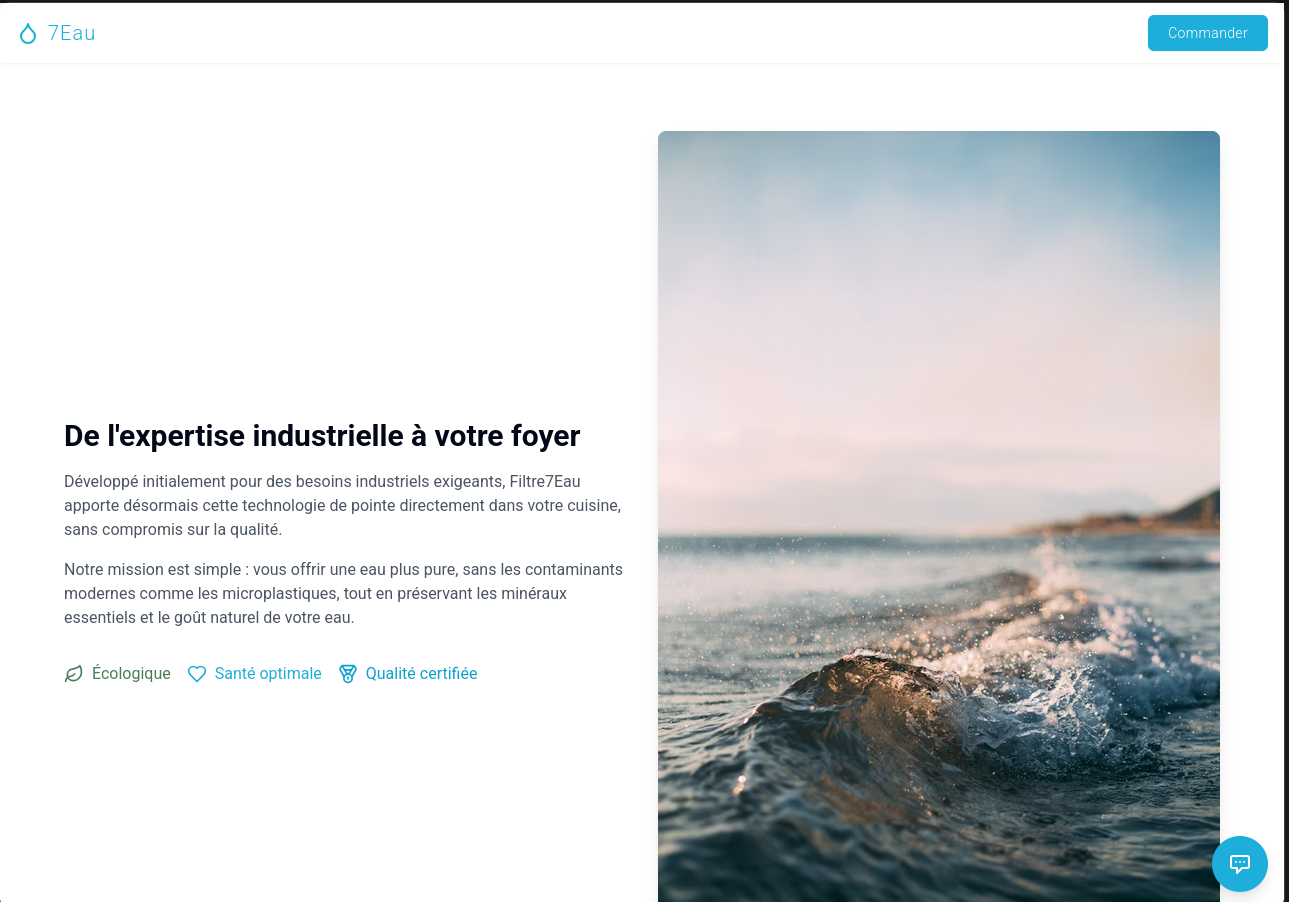 7Eau
Commander
De l'expertise industrielle à votre foyer
Développé initialement pour des besoins industriels exigeants, Filtre7Eau
apporte désormais cette technologie de pointe directement dans votre cuisine,
sans compromis sur la qualité.
Notre mission est simple : vous offrir une eau plus pure, sans les contaminants
modernes comme les microplastiques, tout en préservant les minéraux
essentiels et le goût naturel de votre eau.
Écologique Santé optimale Qualité certifiée